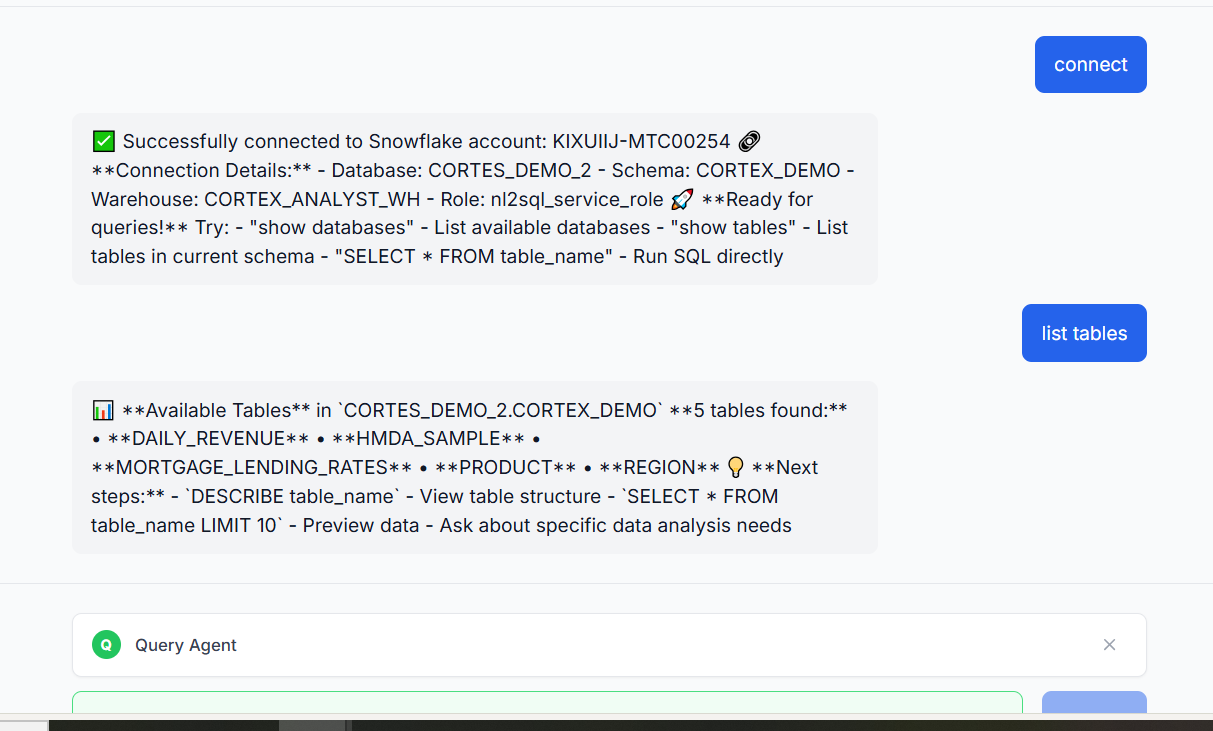 connect
✅ Successfully connected to Snowflake account: KIXUIIJ-MTC00254 🔗
**Connection Details:** - Database: CORTES_DEMO_2 - Schema: CORTEX_DEMO -
Warehouse: CORTEX_ANALYST_WH - Role: nl2sql_service_role 🚀 **Ready for
queries!** Try: - "show databases" - List available databases - "show tables" - List
tables in current schema - "SELECT * FROM table_name" - Run SQL directly
list tables
📊 **Available Tables** in `CORTES_DEMO_2.CORTEX_DEMO` **5 tables found:**
• **DAILY_REVENUE** • **HMDA_SAMPLE** •
**MORTGAGE_LENDING_RATES** • **PRODUCT** • **REGION** 💡 **Next
steps:** - `DESCRIBE table_name` - View table structure - `SELECT * FROM
table_name LIMIT 10` - Preview data - Ask about specific data analysis needs
Q Query Agent